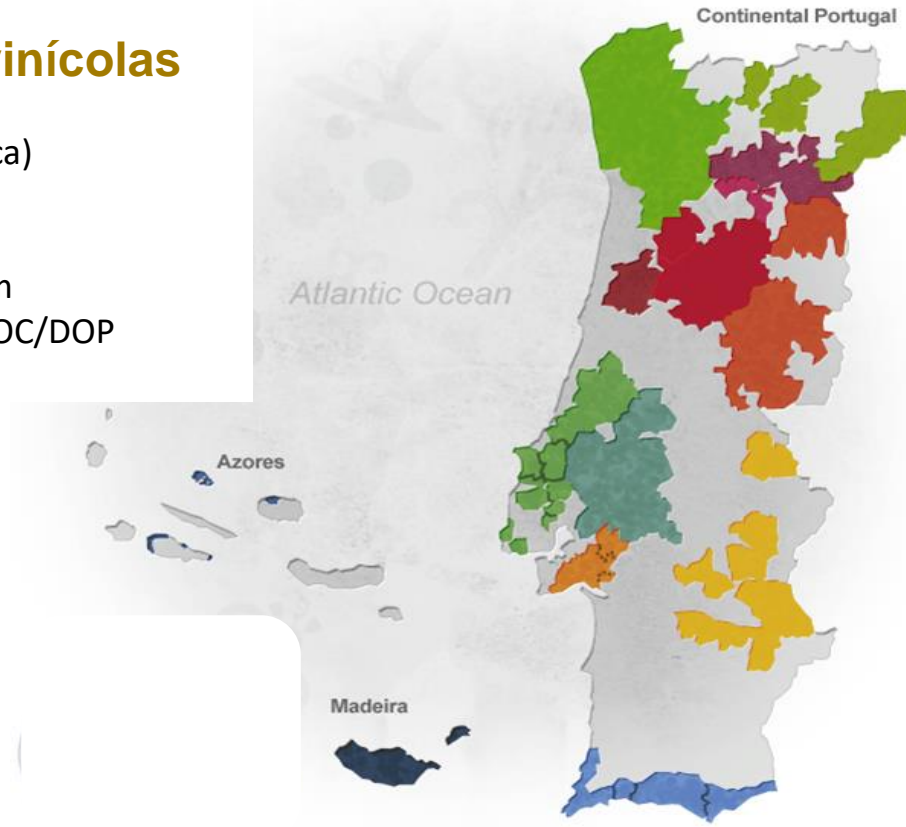 Continental Portugal
vinícolas
ca)
OC/DOP
Atlantic Ocean
Azores
Madeira